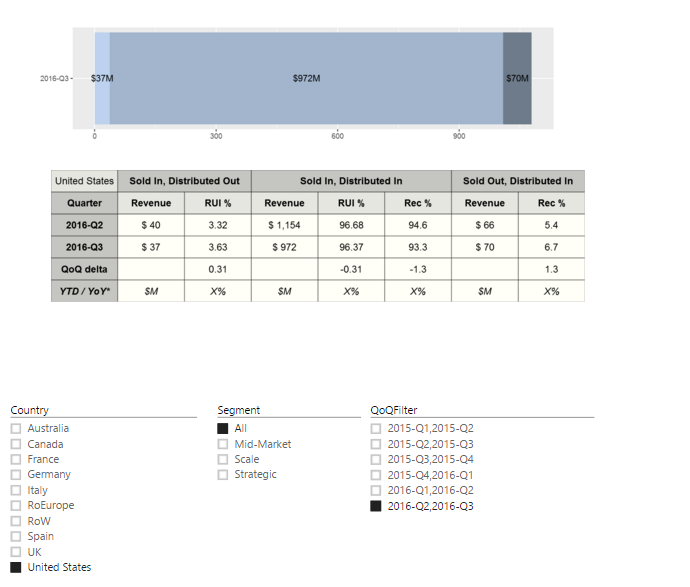 2016-Q3 $37M $972M $70M
0 300 600 900
United States Sold In, Distributed Out Sold In, Distributed In Sold Out, Distributed In
Quarter Revenue RUI % Revenue RUI % Rec % Revenue Rec %
2016-Q2 $ 40 3.32 $ 1,154 96.68 94.6 $ 66 5.4
2016-Q3 $ 37 3.63 $ 972 96.37 93.3 $ 70 6.7
QoQ delta 0.31 -0.31 -1.3 1.3
YTD / YoY* $M X% $M X% X% $M X%
Country Segment QoQFilter
Australia All 2015-Q1,2015-Q2
Canada Mid-Market 2015-Q2,2015-Q3
France Scale 2015-Q3,2015-Q4
Germany Strategic 2015-Q4,2016-Q1
Italy 2016-Q1,2016-Q2
RoEurope 2016-Q2,2016-Q3
RoW
Spain
UK
United States